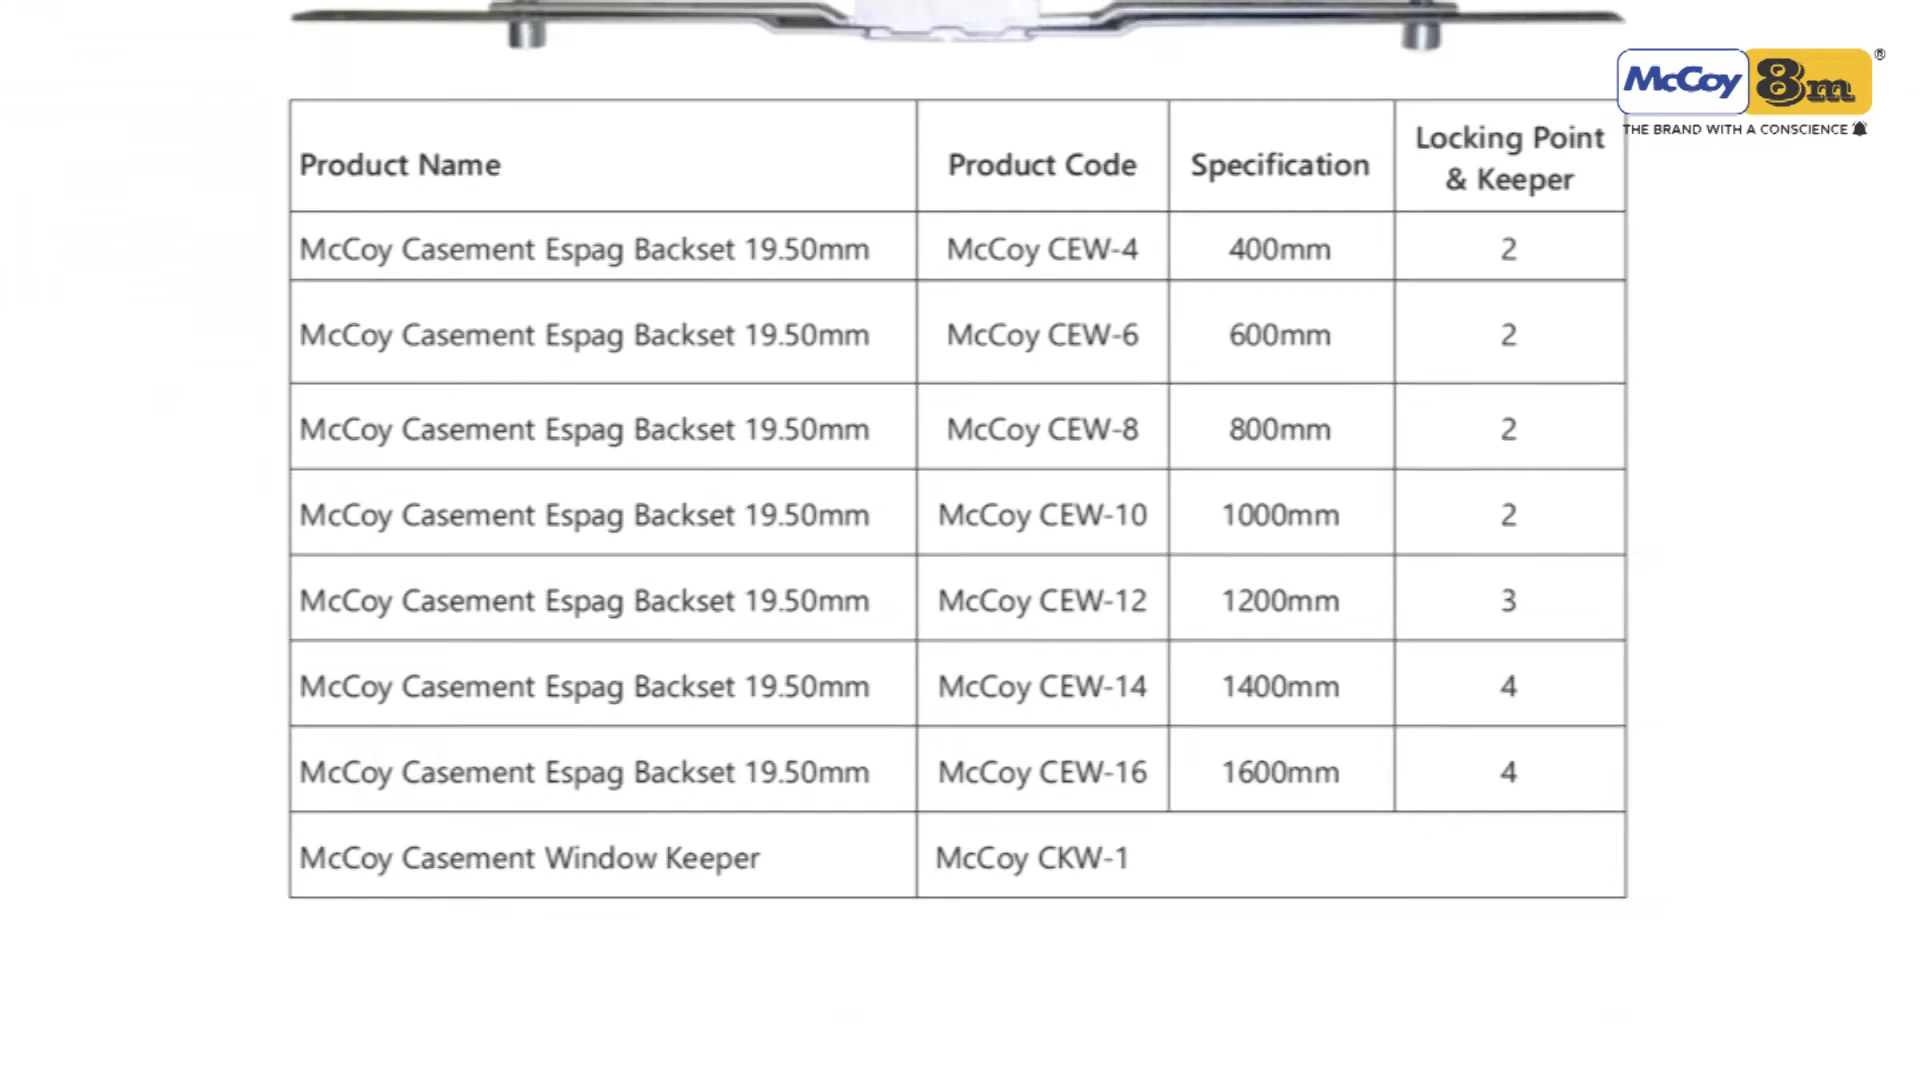 McCoy 8m ®
THE BRAND WITH A CONSCIENCE
Product Name Product Code Specification Locking Point
& Keeper
McCoy Casement Espag Backset 19.50mm McCoy CEW-4 400mm 2
McCoy Casement Espag Backset 19.50mm McCoy CEW-6 600mm 2
McCoy Casement Espag Backset 19.50mm McCoy CEW-8 800mm 2
McCoy Casement Espag Backset 19.50mm McCoy CEW-10 1000mm 2
McCoy Casement Espag Backset 19.50mm McCoy CEW-12 1200mm 3
McCoy Casement Espag Backset 19.50mm McCoy CEW-14 1400mm 4
McCoy Casement Espag Backset 19.50mm McCoy CEW-16 1600mm 4
McCoy Casement Window Keeper McCoy CKW-1